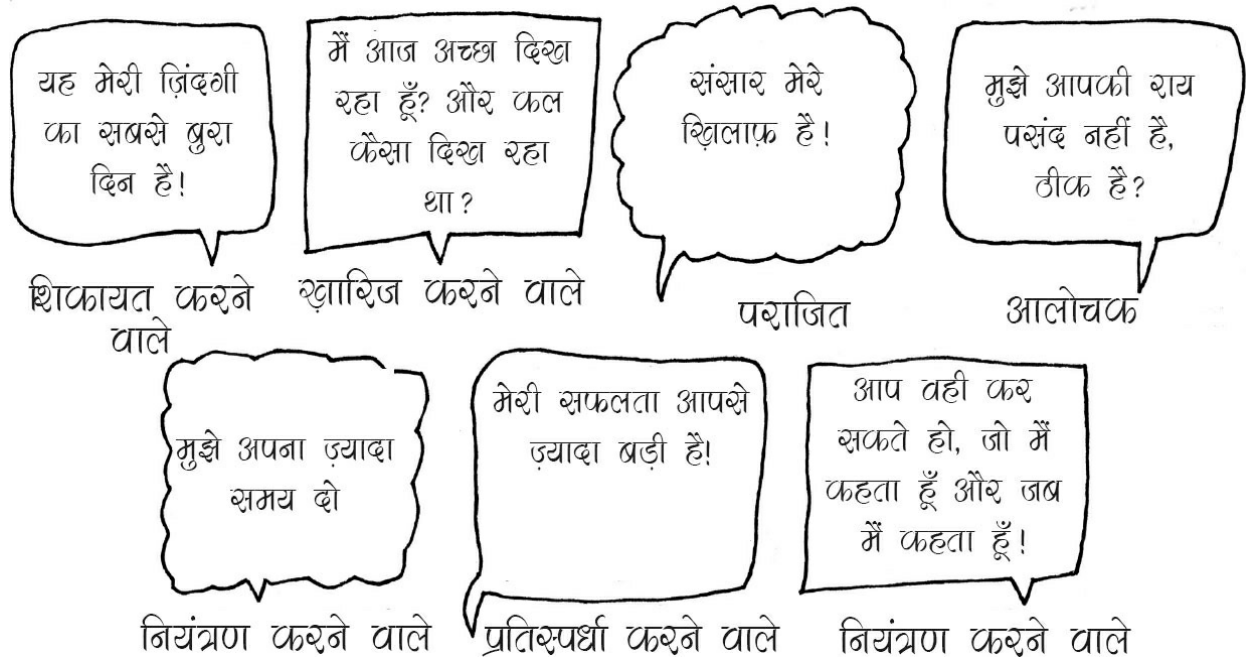 यह मेरी ज़िंदगी
का सबसे बुरा
दिन है!
शिकायत करने
वाले
मैं आज अच्छा दिख
रहा हूँ? और कल
कैसा दिख रहा
था?
ख़ारिज करने वाले
संसार मेरे
ख़िलाफ़ है!
पराजित
मुझे आपकी राय
पसंद नहीं है,
ठीक है?
आलोचक
मुझे अपना ज़्यादा
समय दो
नियंत्रण करने वाले
मेरी सफलता आपसे
ज़्यादा बड़ी है!
प्रतिस्पर्धा करने वाले
आप वही कर
सकते हो, जो मैं
कहता हूँ और जब
मैं कहता हूँ!
नियंत्रण करने वाले